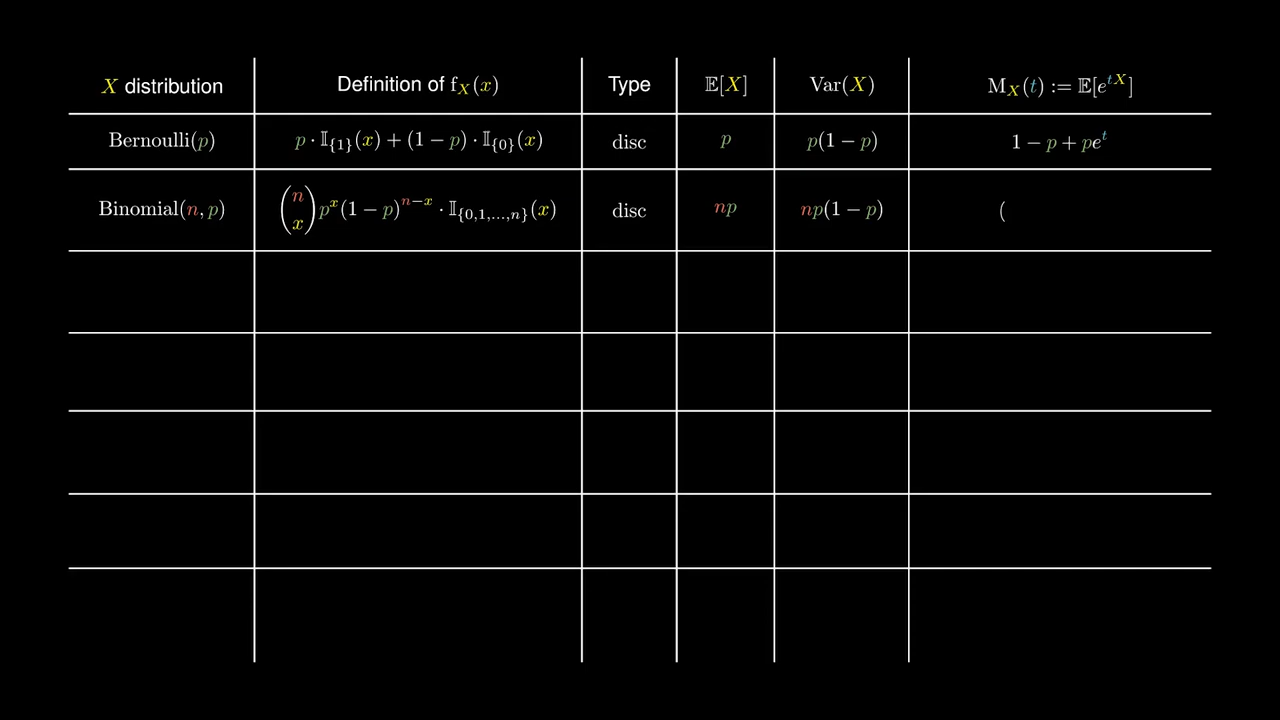 X distribution | Definition of f_X(x) | Type | 𝔼[X] | Var(X) | M_X(t) := 𝔼[e^{tX}]
Bernoulli(p) | p · 𝕀_{1}(x) + (1 − p) · 𝕀_{0}(x) | disc | p | p(1 − p) | 1 − p + pe^t
Binomial(n, p) | (n x) p^x(1 − p)^{n−x} · 𝕀_{0,1,...,n}(x) | disc | np | np(1 − p) | (